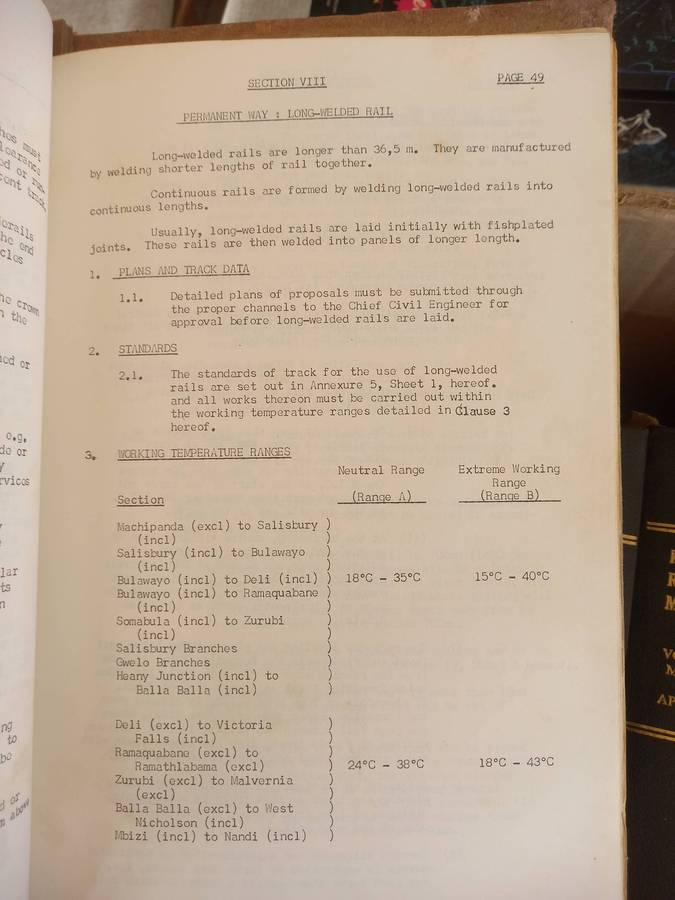 SECTION VIII
PAGE 49
PERMANENT WAY : LONG-WELDED RAIL
Long-welded rails are longer than 36,5 m. They are manufactured
by welding shorter lengths of rail together.
Continuous rails are formed by welding long-welded rails into
continuous lengths.
Usually, long-welded rails are laid initially with fishplated
joints. These rails are then welded into panels of longer length.
1. PLANS AND TRACK DATA
1.1. Detailed plans of proposals must be submitted through
the proper channels to the Chief Civil Engineer for
approval before long-welded rails are laid.
2. STANDARDS
2.1. The standards of track for the use of long-welded
rails are set out in Annexure 5, Sheet 1, hereof.
and all works thereon must be carried out within
the working temperature ranges detailed in Clause 3
hereof.
3. WORKING TEMPERATURE RANGES
Neutral Range Extreme Working
Range
Section (Range A) (Range B)
Machipanda (excl) to Salisbury )
(incl) )
Salisbury (incl) to Bulawayo )
(incl) )
Bulawayo (incl) to Deli (incl) ) 18°C - 35°C 15°C - 40°C
Bulawayo (incl) to Ramaquabane )
(incl) )
Somabula (incl) to Zurubi )
(incl) )
Salisbury Branches )
Gwelo Branches )
Heany Junction (incl) to )
Balla Balla (incl) )
Deli (excl) to Victoria )
Falls (incl) )
Ramaquabane (excl) to )
Ramathlabama (excl) ) 24°C - 38°C 18°C - 43°C
Zurubi (excl) to Malvernia )
(excl) )
Balla Balla (excl) to West )
Nicholson (incl) )
Mbizi (incl) to Nandi (incl) )